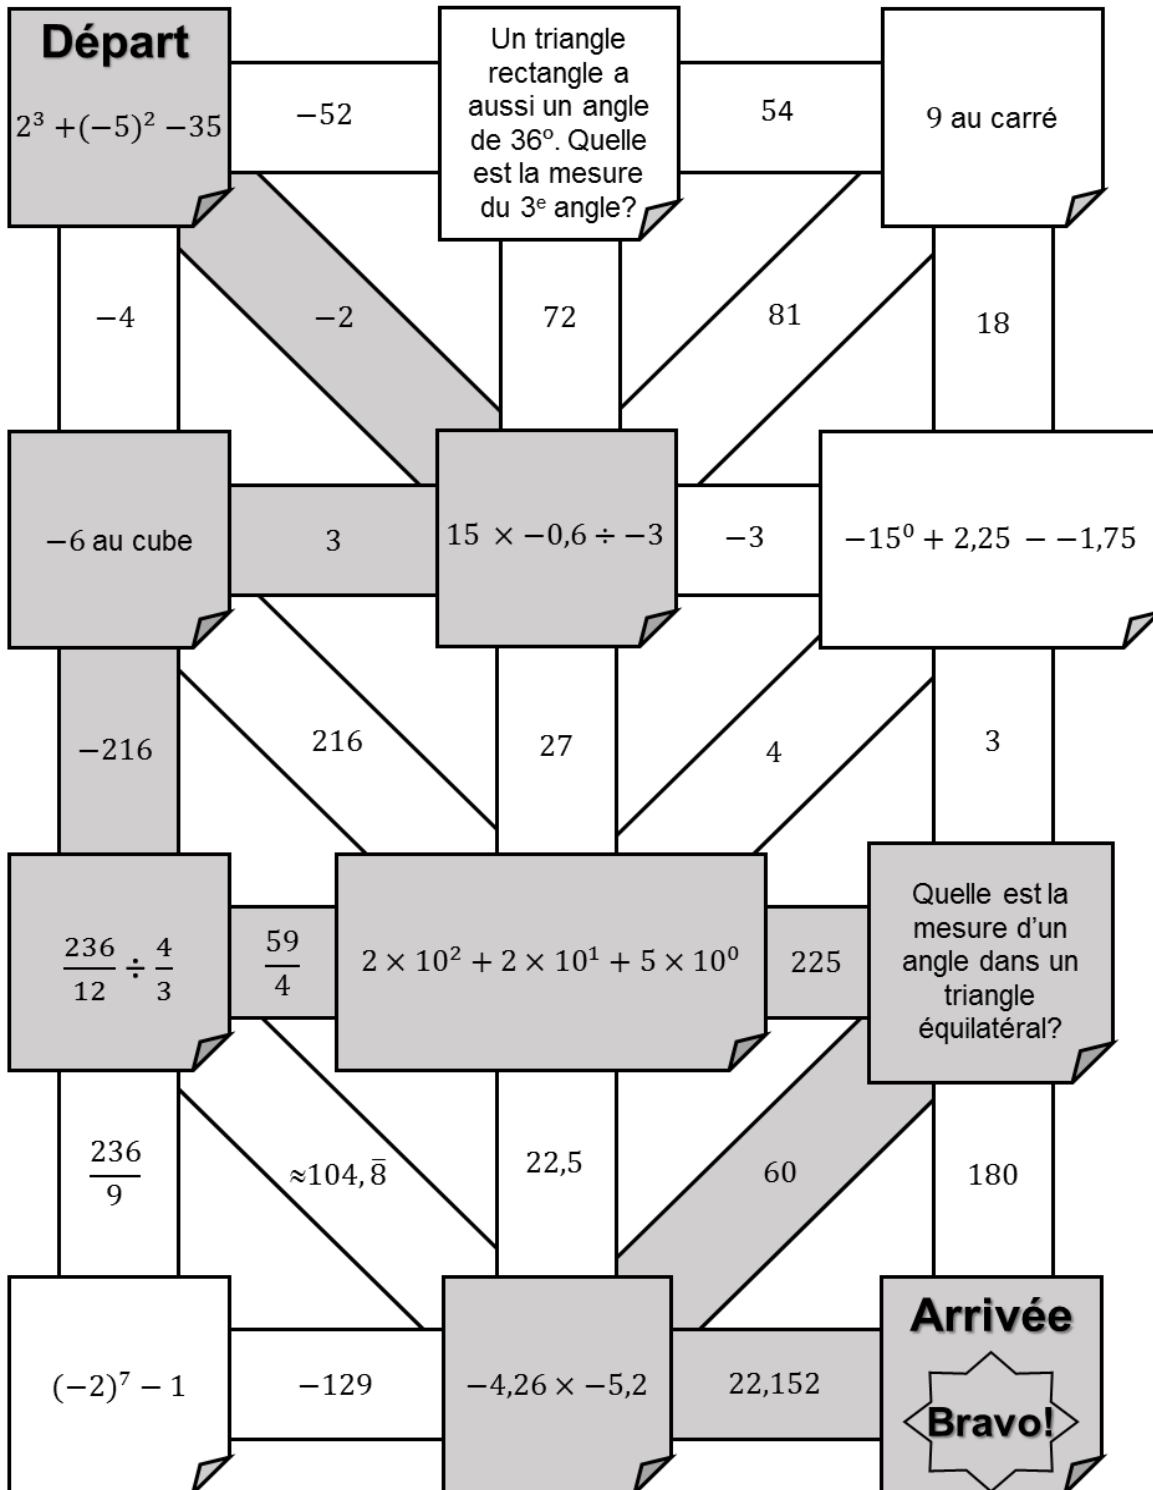 Départ
2³ +(−5)² −35
−52
Un triangle
rectangle a
aussi un angle
de 36º. Quelle
est la mesure
du 3ᵉ angle?
54
9 au carré
−4
−2
72
81
18
−6 au cube
3
15 × −0,6 ÷ −3
−3
−15⁰ + 2,25 − −1,75
−216
216
27
4
3
236/12 ÷ 4/3
59/4
2 × 10² + 2 × 10¹ + 5 × 10⁰
225
Quelle est la
mesure d’un
angle dans un
triangle
équilatéral?
236/9
≈104,8̅
22,5
60
180
(−2)⁷ − 1
−129
−4,26 × −5,2
22,152
Arrivée
Bravo!